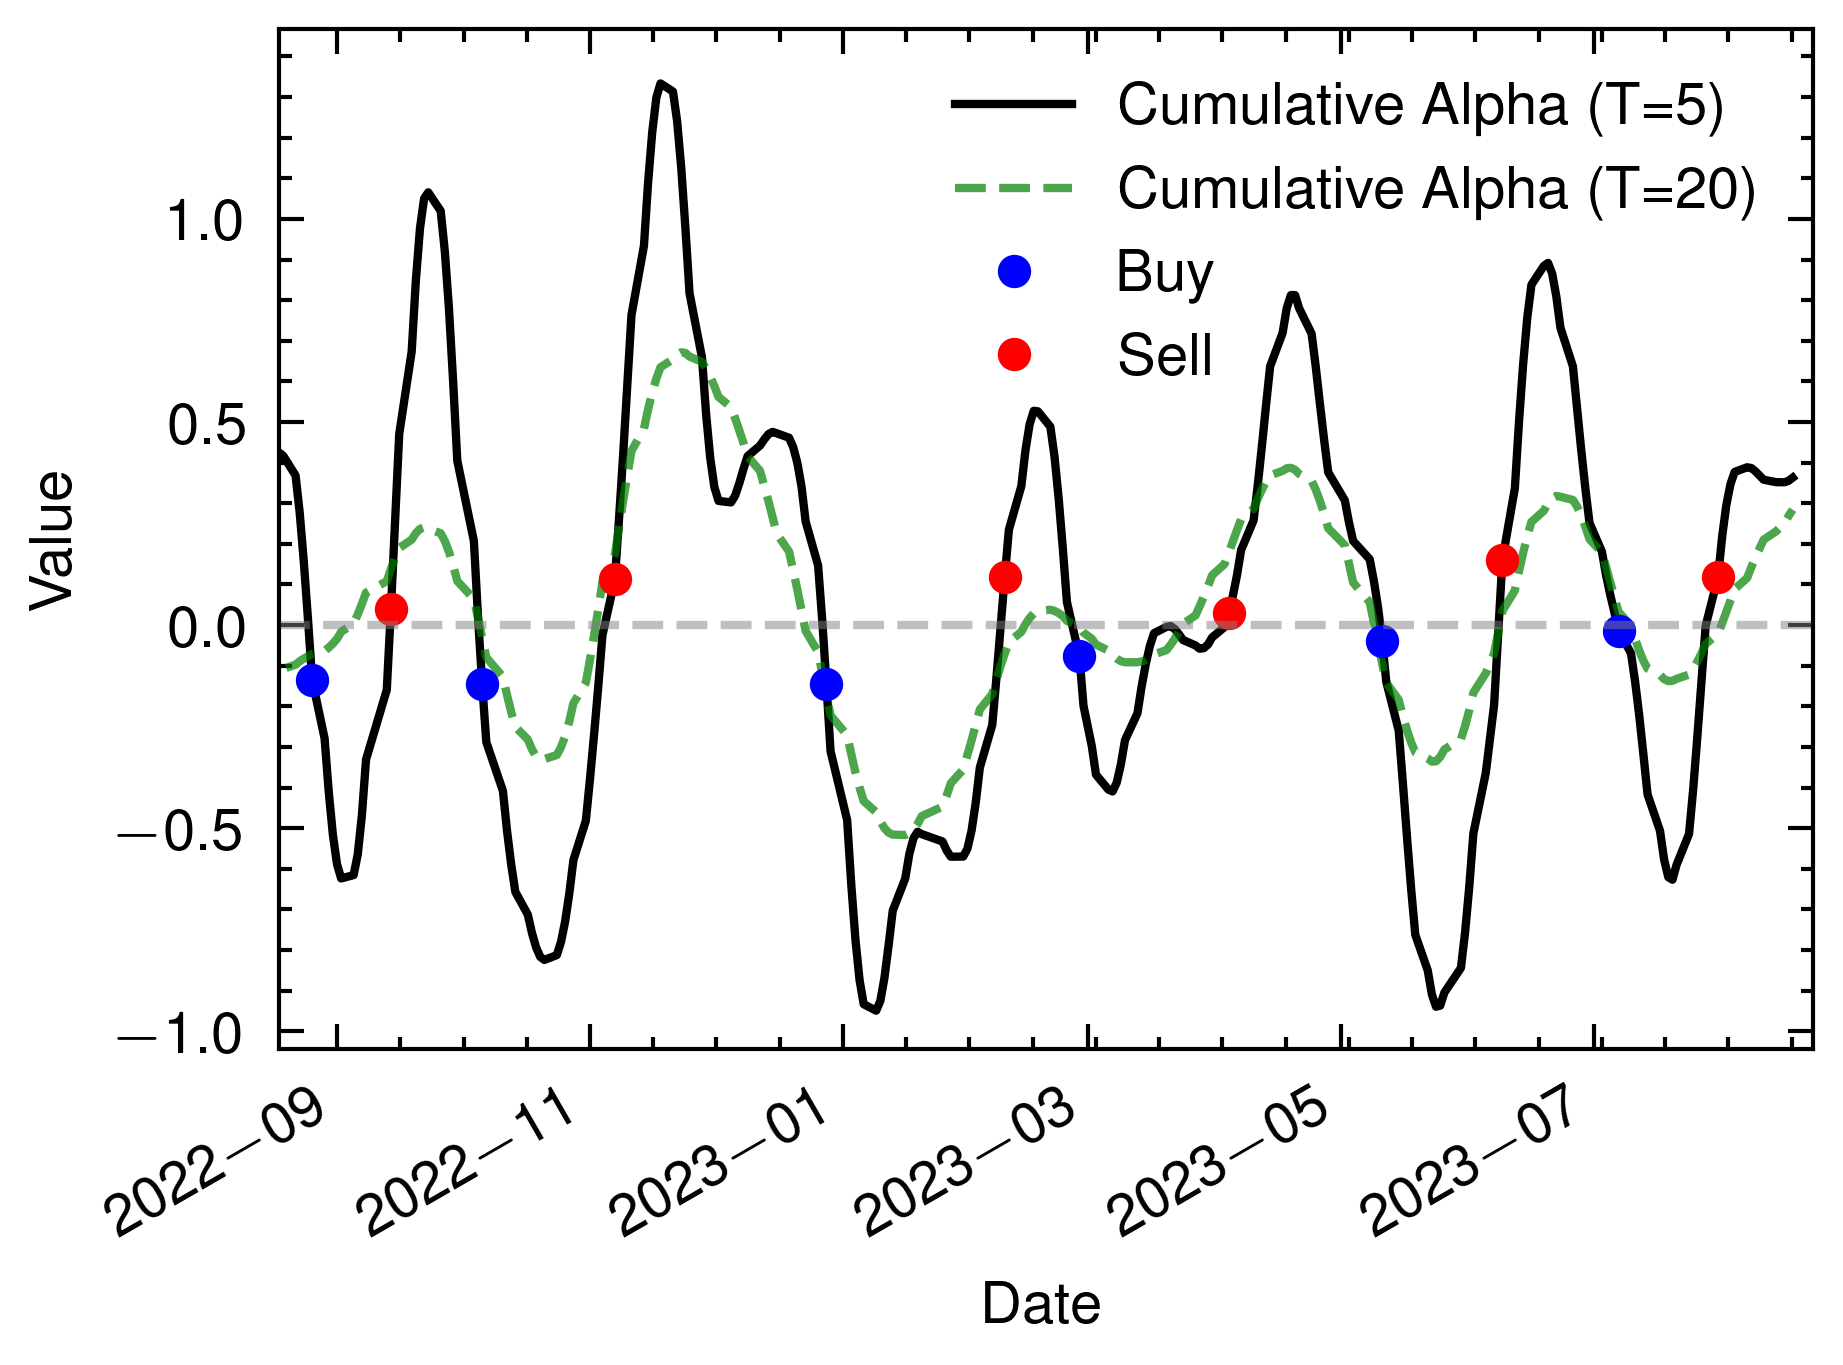 Cumulative Alpha (T=5)
Cumulative Alpha (T=20)
Buy
Sell
1.0
0.5
0.0
−0.5
−1.0
Value
2022−09
2022−11
2023−01
2023−03
2023−05
2023−07
Date